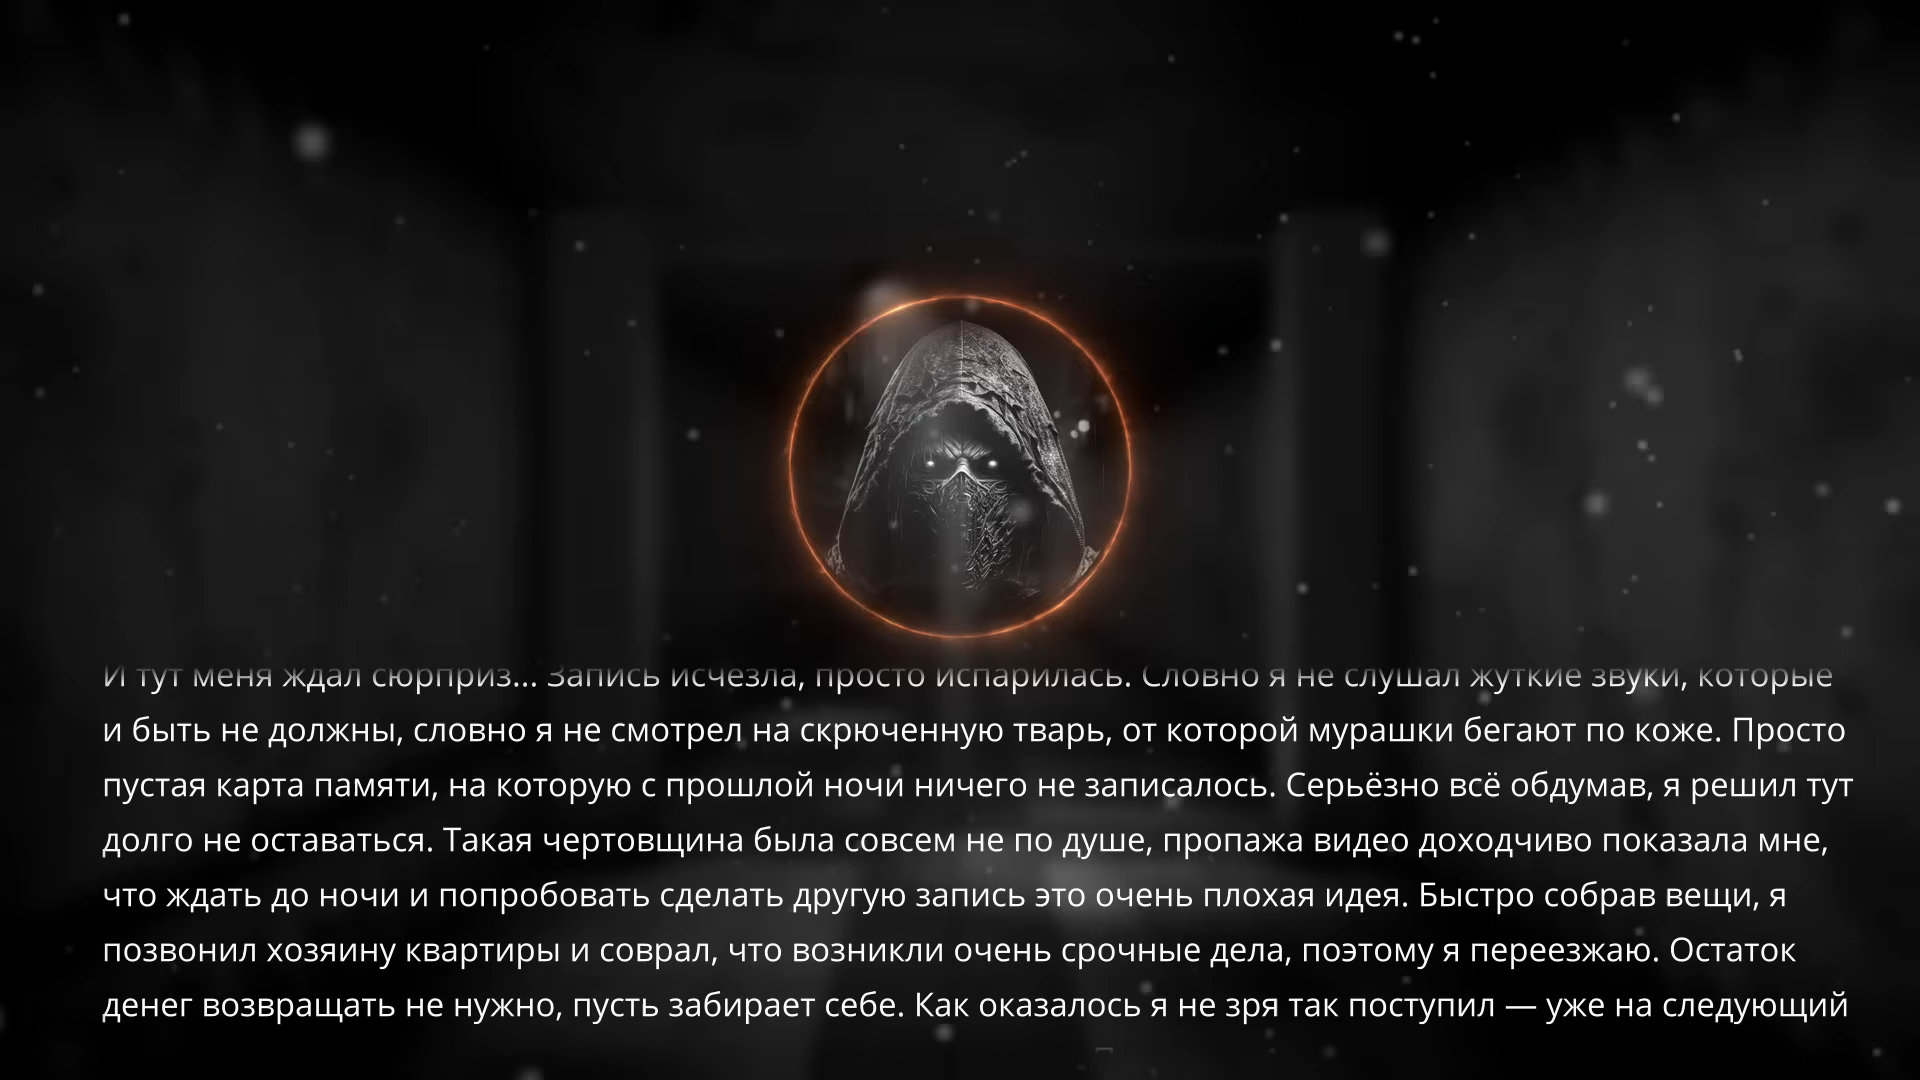 И тут меня ждал сюрприз... Запись исчезла, просто испарилась. Словно я не слушал жуткие звуки, которые
и быть не должны, словно я не смотрел на скрюченную тварь, от которой мурашки бегают по коже. Просто
пустая карта памяти, на которую с прошлой ночи ничего не записалось. Серьёзно всё обдумав, я решил тут
долго не оставаться. Такая чертовщина была совсем не по душе, пропажа видео доходчиво показала мне,
что ждать до ночи и попробовать сделать другую запись это очень плохая идея. Быстро собрав вещи, я
позвонил хозяину квартиры и соврал, что возникли очень срочные дела, поэтому я переезжаю. Остаток
денег возвращать не нужно, пусть забирает себе. Как оказалось я не зря так поступил — уже на следующий